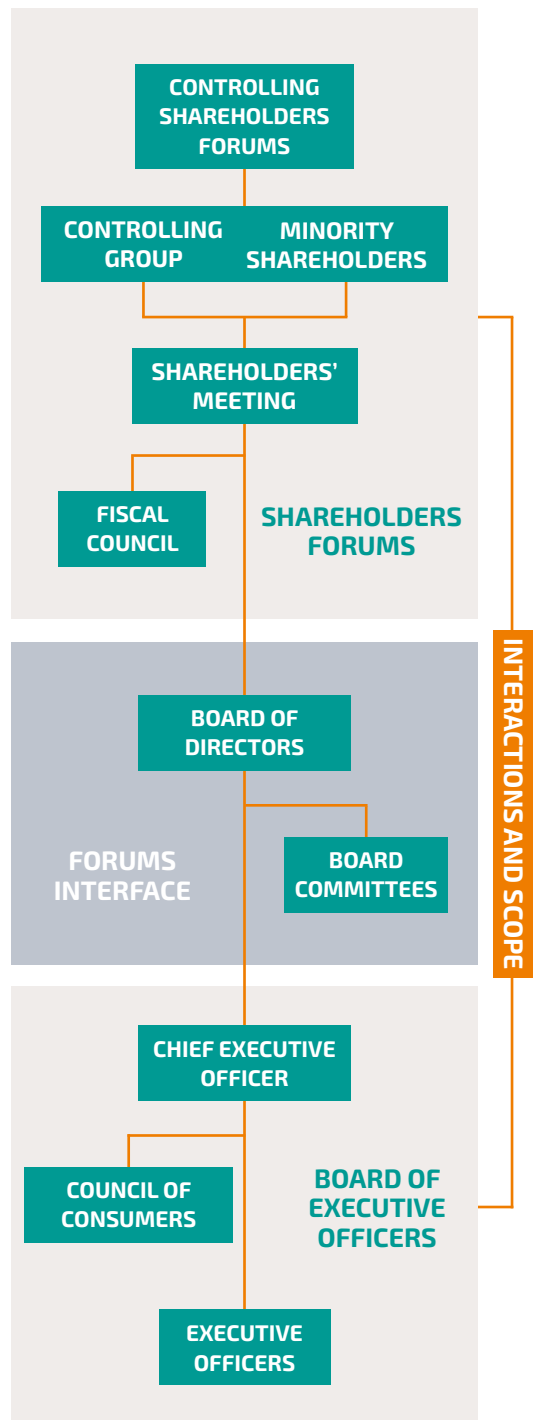 CONTROLLING
SHAREHOLDERS
FORUMS
CONTROLLING
GROUP
MINORITY
SHAREHOLDERS
SHAREHOLDERS’
MEETING
FISCAL
COUNCIL
SHAREHOLDERS
FORUMS
BOARD OF
DIRECTORS
FORUMS
INTERFACE
BOARD
COMMITTEES
INTERACTIONS AND SCOPE
CHIEF EXECUTIVE
OFFICER
COUNCIL OF
CONSUMERS
BOARD OF
EXECUTIVE
OFFICERS
EXECUTIVE
OFFICERS